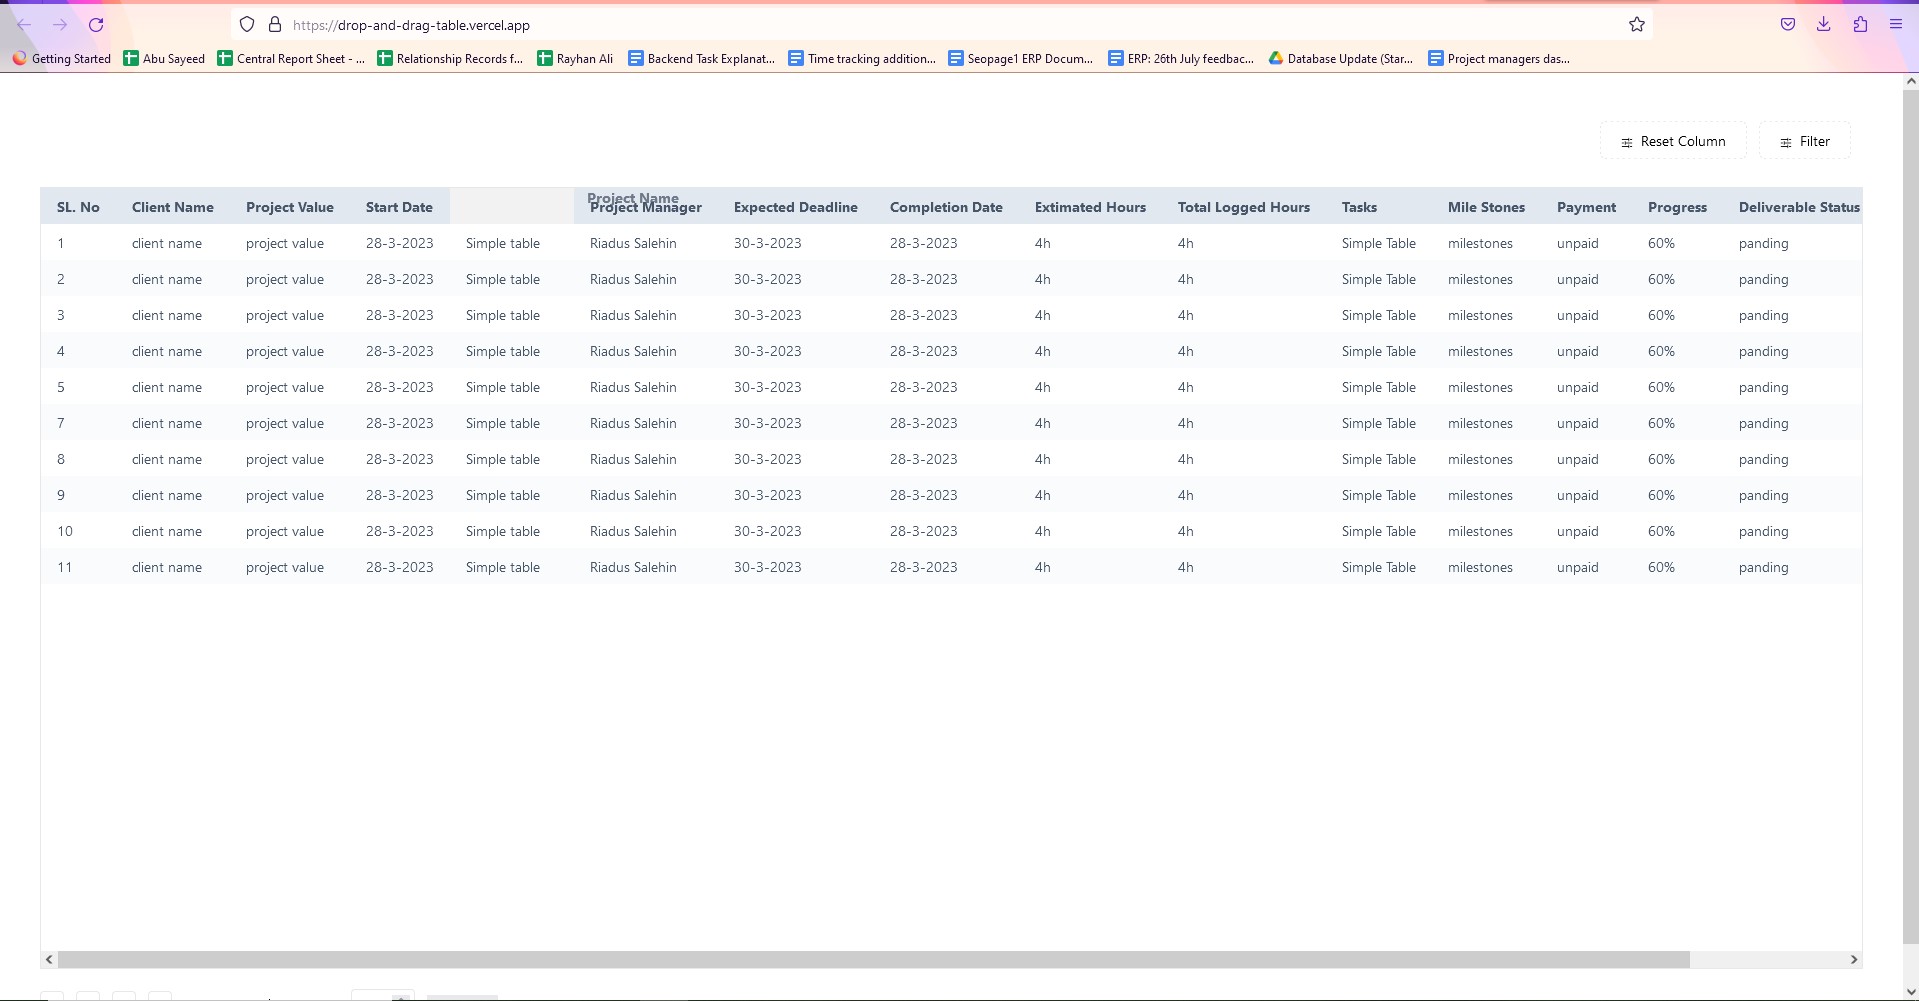 https://drop-and-drag-table.vercel.app
Getting Started Abu Sayeed Central Report Sheet - ... Relationship Records f... Rayhan Ali Backend Task Explanat... Time tracking addition... Seopage1 ERP Docum... ERP: 26th July feedbac... Database Update (Star... Project managers das...
Reset Column Filter
Project Name
SL. No Client Name Project Value Start Date Project Manager Expected Deadline Completion Date Extimated Hours Total Logged Hours Tasks Mile Stones Payment Progress Deliverable Status
1 client name project value 28-3-2023 Simple table Riadus Salehin 30-3-2023 28-3-2023 4h 4h Simple Table milestones unpaid 60% panding
2 client name project value 28-3-2023 Simple table Riadus Salehin 30-3-2023 28-3-2023 4h 4h Simple Table milestones unpaid 60% panding
3 client name project value 28-3-2023 Simple table Riadus Salehin 30-3-2023 28-3-2023 4h 4h Simple Table milestones unpaid 60% panding
4 client name project value 28-3-2023 Simple table Riadus Salehin 30-3-2023 28-3-2023 4h 4h Simple Table milestones unpaid 60% panding
5 client name project value 28-3-2023 Simple table Riadus Salehin 30-3-2023 28-3-2023 4h 4h Simple Table milestones unpaid 60% panding
7 client name project value 28-3-2023 Simple table Riadus Salehin 30-3-2023 28-3-2023 4h 4h Simple Table milestones unpaid 60% panding
8 client name project value 28-3-2023 Simple table Riadus Salehin 30-3-2023 28-3-2023 4h 4h Simple Table milestones unpaid 60% panding
9 client name project value 28-3-2023 Simple table Riadus Salehin 30-3-2023 28-3-2023 4h 4h Simple Table milestones unpaid 60% panding
10 client name project value 28-3-2023 Simple table Riadus Salehin 30-3-2023 28-3-2023 4h 4h Simple Table milestones unpaid 60% panding
11 client name project value 28-3-2023 Simple table Riadus Salehin 30-3-2023 28-3-2023 4h 4h Simple Table milestones unpaid 60% panding